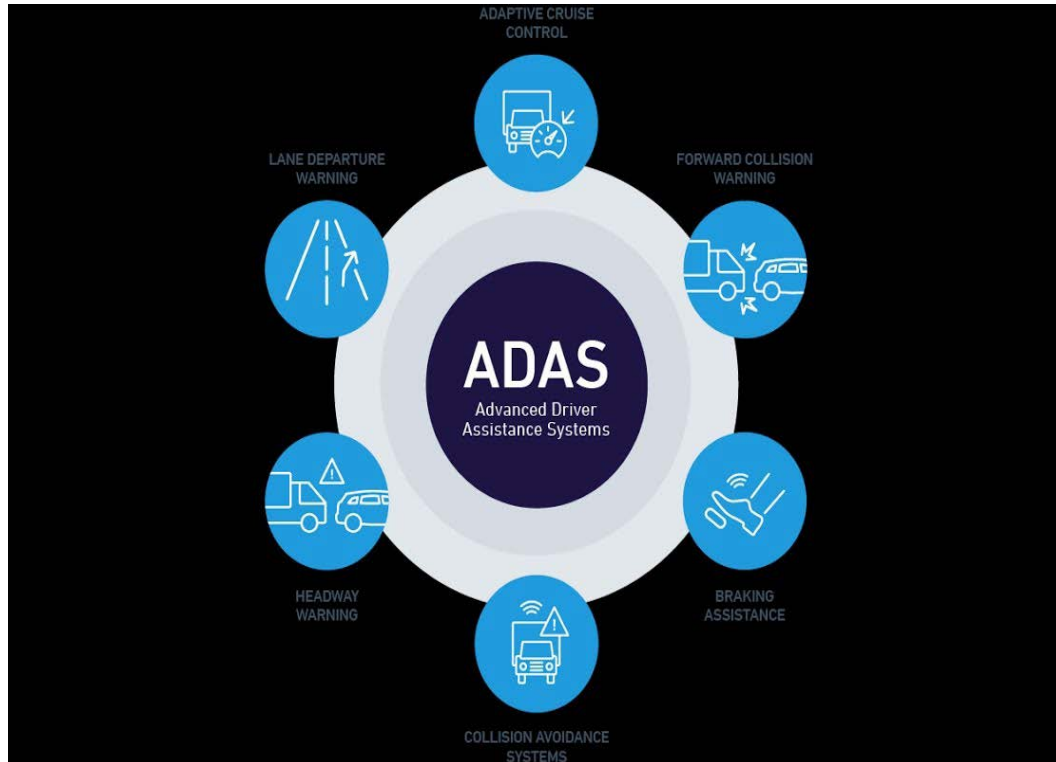 ADAPTIVE CRUISE
CONTROL
LANE DEPARTURE
WARNING
FORWARD COLLISION
WARNING
ADAS
Advanced Driver
Assistance Systems
HEADWAY
WARNING
BRAKING
ASSISTANCE
COLLISION AVOIDANCE
SYSTEMS